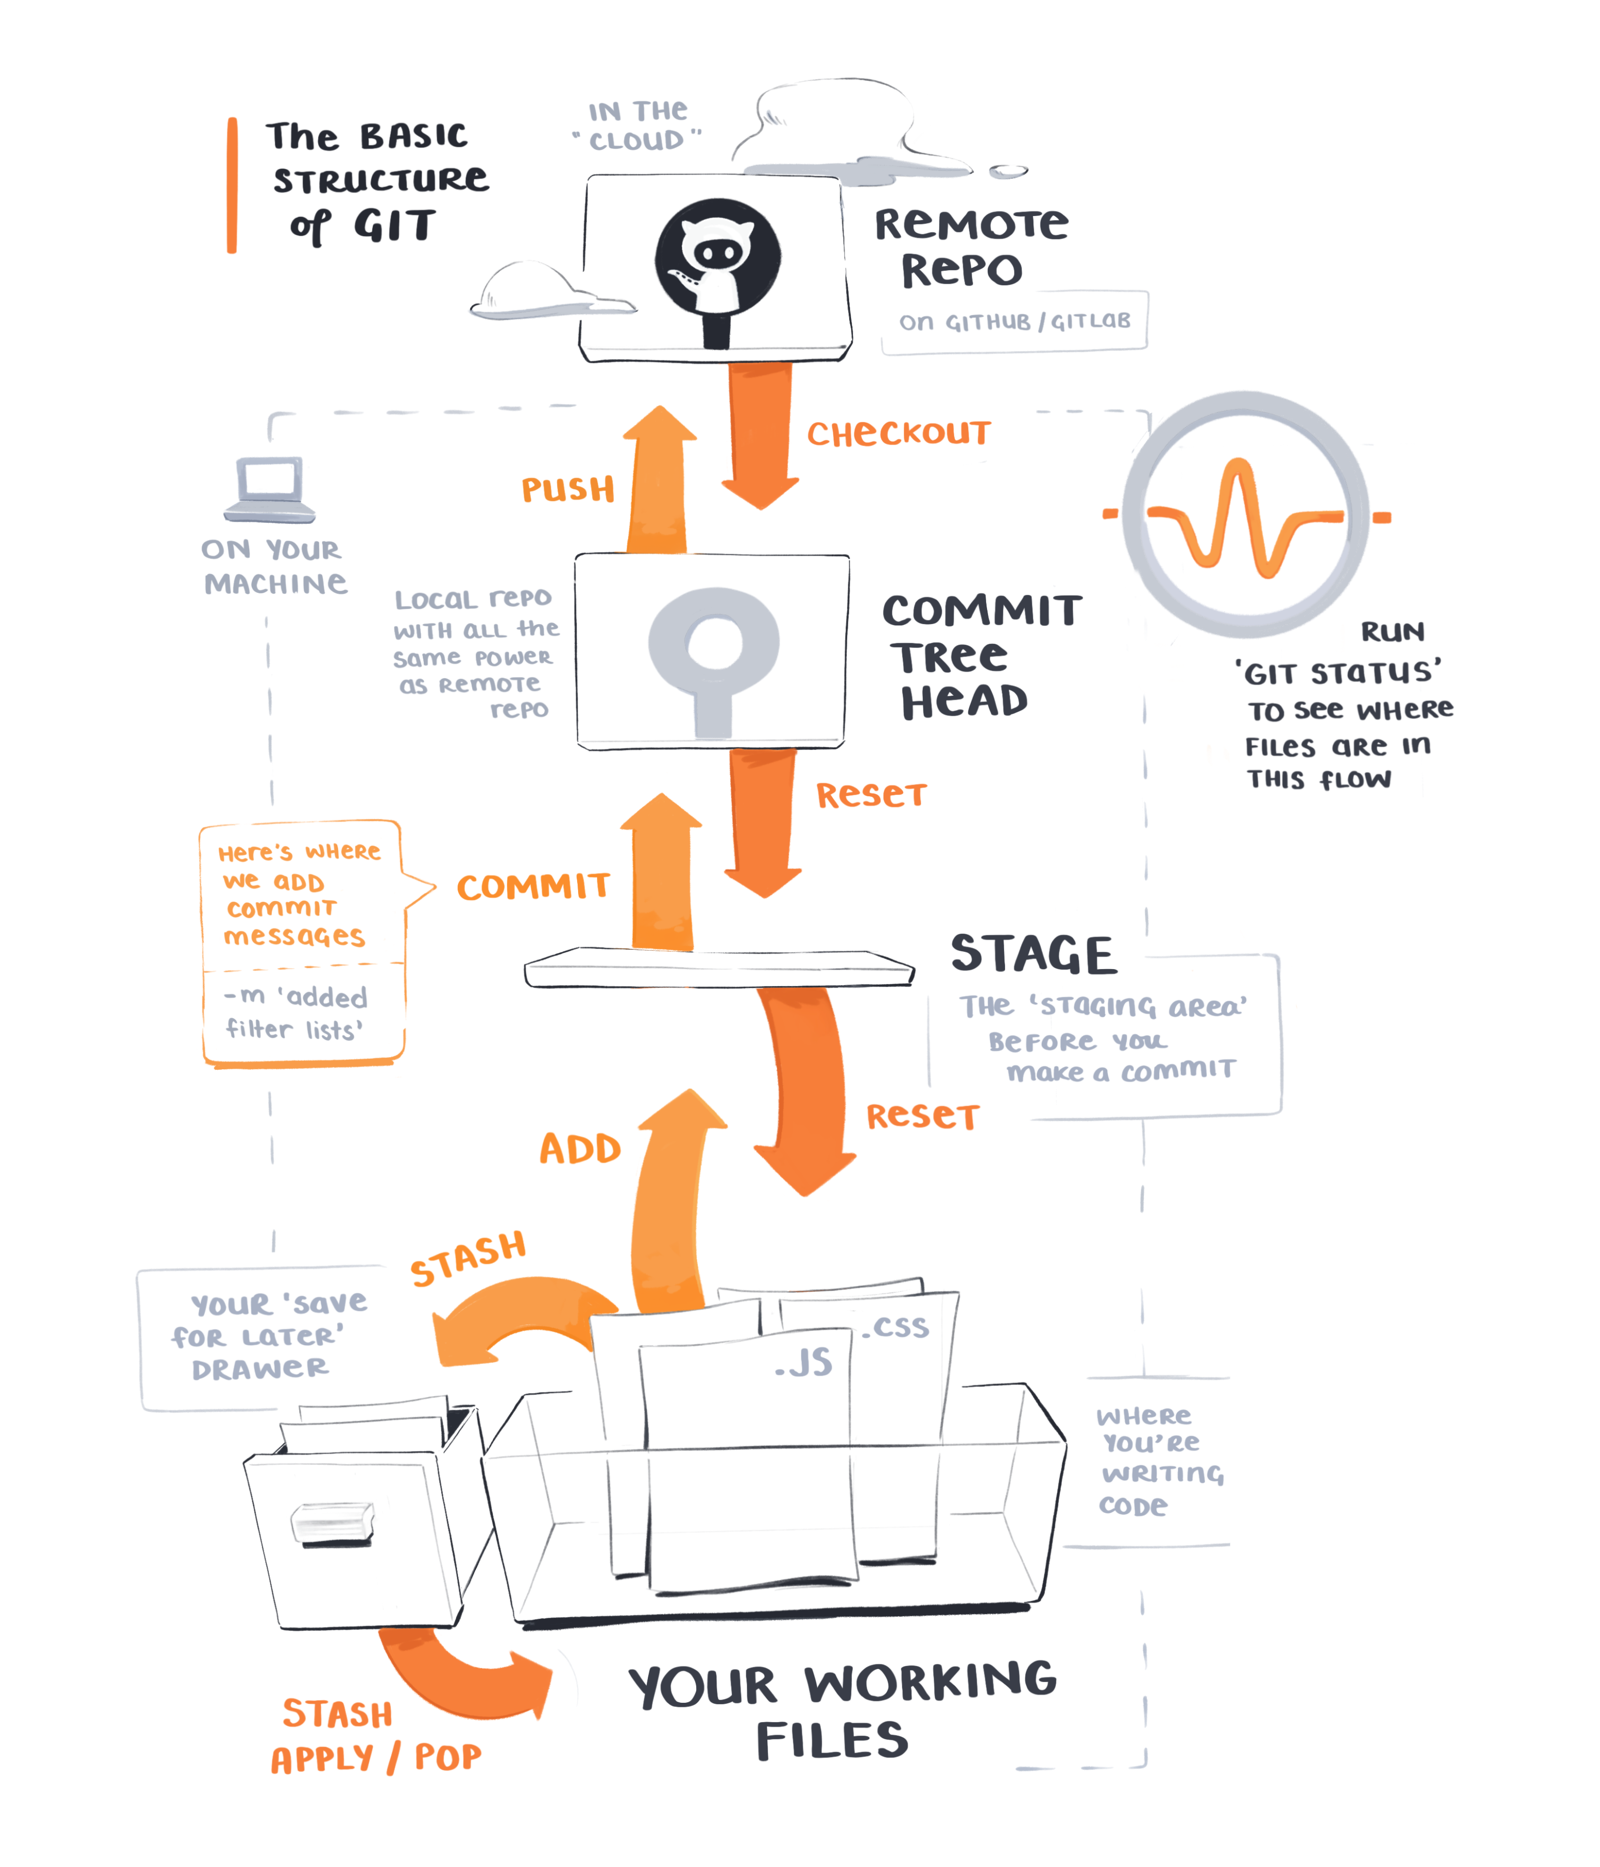 The BASIC
STRUCTURE
of GIT
IN THE
"CLOUD"
REMOTE
REPO
on GITHUB / GITLAB
CHECKOUT
PUSH
ON YOUR
MACHINE
LOCAL repo
WITH ALL the
same POWER
as REMOTE
repo
COMMIT
TREE
HEAD
RUN
'GIT STATUS'
TO see WHERE
FILES ARE IN
THIS fLOW
RESET
Here's WHERE
we ADD
commit
messages
-m 'added
filter lists'
COMMIT
STAGE
THE 'STAGING AREA'
BEFORE YOU
make a COMMIT
RESET
ADD
STASH
YOUR 'save
for LATER'
DRAWER
.CSS
.JS
WHERE
YOU'RE
WRITING
CODE
YOUR WORKING
FILES
STASH
APPLY / POP